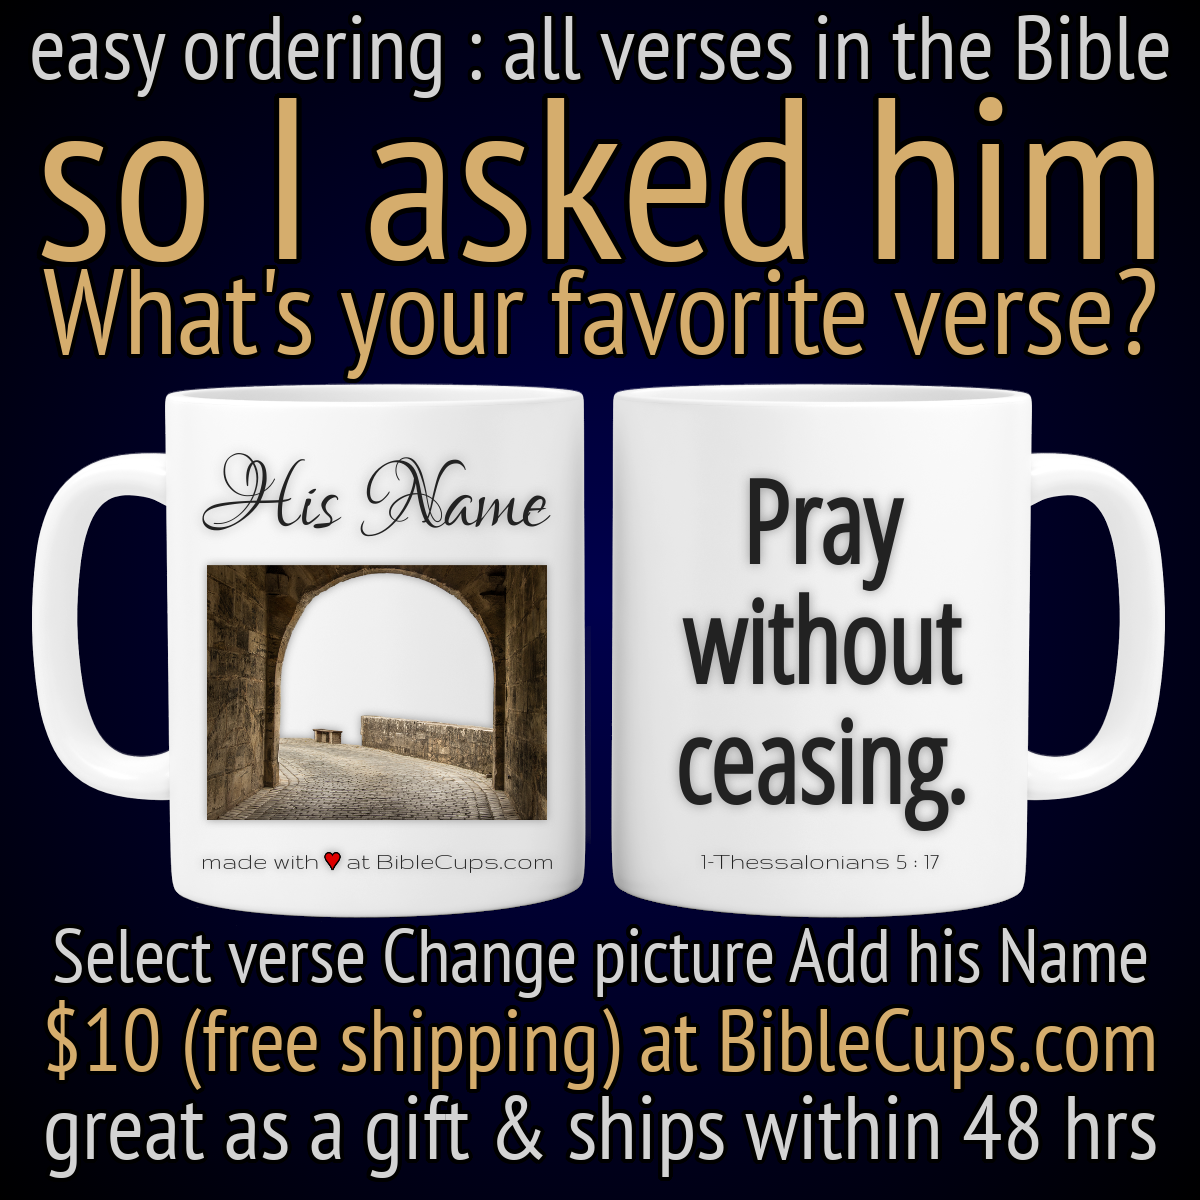 easy ordering : all verses in the Bible
so I asked him
What's your favorite verse?
His Name
made with ♥ at BibleCups.com
Pray
without
ceasing.
1-Thessalonians 5 : 17
Select verse Change picture Add his Name
$10 (free shipping) at BibleCups.com
great as a gift & ships within 48 hrs